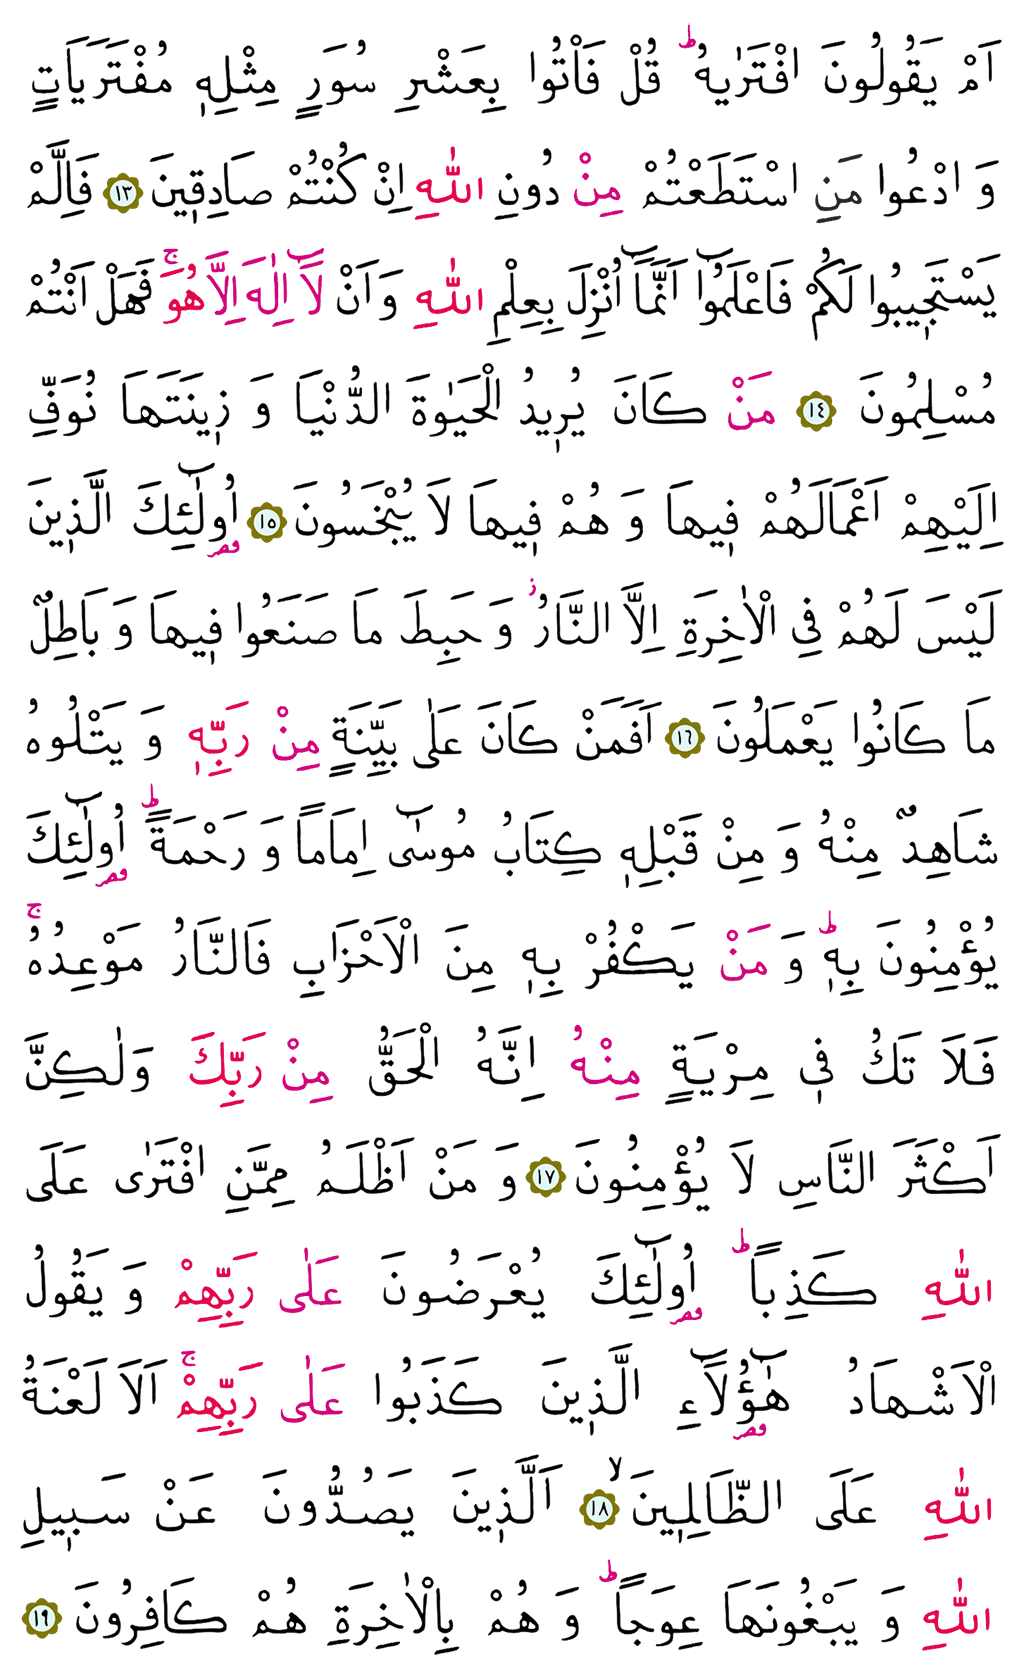 اَمْ يَقُولُونَ افْتَرٰيهُ ؕ قُلْ فَاْتُوا بِعَشْرِ سُوَرٍ مِثْلِه۪ مُفْتَرَيَاتٍ
وَ ادْعُوا مَنِ اسْتَطَعْتُمْ مِنْ دُونِ اللّٰهِ اِنْ كُنْتُمْ صَادِق۪ينَ ﴿١٣﴾ فَاِلَّمْ
يَسْتَج۪يبُوا لَكُمْ فَاعْلَمُٓوا اَنَّمَٓا اُنْزِلَ بِعِلْمِ اللّٰهِ وَاَنْ لَٓا اِلٰهَ اِلَّا هُوَۚ فَهَلْ اَنْتُمْ
مُسْلِمُونَ ﴿١٤﴾ مَنْ كَانَ يُر۪يدُ الْحَيٰوةَ الدُّنْيَا وَ ز۪ينَتَهَا نُوَفِّ
اِلَيْهِمْ اَعْمَالَهُمْ ف۪يهَا وَ هُمْ ف۪يهَا لَا يُبْخَسُونَ ﴿١٥﴾ اُو۬لٰٓئِكَ الَّذ۪ينَ
لَيْسَ لَهُمْ فِي الْاٰخِرَةِ اِلَّا النَّارُ ؗ وَ حَبِطَ مَا صَنَعُوا ف۪يهَا وَ بَاطِلٌ
مَا كَانُوا يَعْمَلُونَ ﴿١٦﴾ اَفَمَنْ كَانَ عَلٰى بَيِّنَةٍ مِنْ رَبِّه۪ وَ يَتْلُوهُ
شَاهِدٌ مِنْهُ وَ مِنْ قَبْلِه۪ كِتَابُ مُوسٰٓى اِمَاماً وَ رَحْمَةً ؕ اُو۬لٰٓئِكَ
يُؤْمِنُونَ بِه۪ؕ وَ مَنْ يَكْفُرْ بِه۪ مِنَ الْاَحْزَابِ فَالنَّارُ مَوْعِدُهُۚ
فَلَا تَكُ ف۪ي مِرْيَةٍ مِنْهُ اِنَّهُ الْحَقُّ مِنْ رَبِّكَ وَلٰكِنَّ
اَكْثَرَ النَّاسِ لَا يُؤْمِنُونَ ﴿١٧﴾ وَ مَنْ اَظْلَمُ مِمَّنِ افْتَرٰى عَلَى
اللّٰهِ كَذِباً ؕ اُو۬لٰٓئِكَ يُعْرَضُونَ عَلٰى رَبِّهِمْ وَ يَقُولُ
الْاَشْهَادُ هٰٓؤُ۬لَٓاءِ الَّذ۪ينَ كَذَبُوا عَلٰى رَبِّهِمْۚ اَلَا لَعْنَةُ
اللّٰهِ عَلَى الظَّالِم۪ينَۙ ﴿١٨﴾ اَلَّذ۪ينَ يَصُدُّونَ عَنْ سَب۪يلِ
اللّٰهِ وَ يَبْغُونَهَا عِوَجاً ؕ وَ هُمْ بِالْاٰخِرَةِ هُمْ كَافِرُونَ ﴿١٩﴾